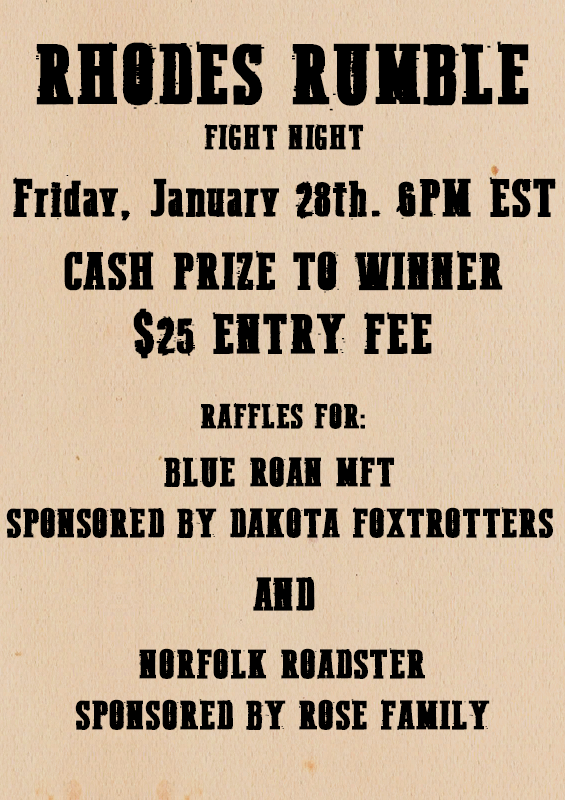 RHODES RUMBLE
FIGHT NIGHT
Friday, January 28th. 6PM EST
CASH PRIZE TO WINNER
$25 ENTRY FEE
RAFFLES FOR:
BLUE ROAN MFT
SPONSORED BY DAKOTA FOXTROTTERS
AND
NORFOLK ROADSTER
SPONSORED BY ROSE FAMILY